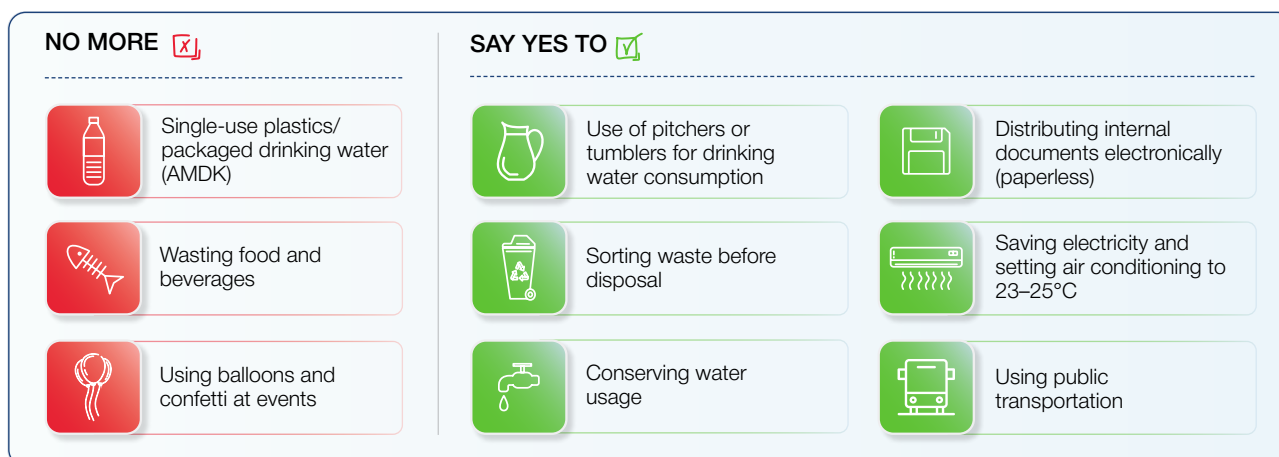 NO MORE
Single-use plastics/
packaged drinking water
(AMDK)
Wasting food and
beverages
Using balloons and
confetti at events
SAY YES TO
Use of pitchers or
tumblers for drinking
water consumption
Sorting waste before
disposal
Conserving water
usage
Distributing internal
documents electronically
(paperless)
Saving electricity and
setting air conditioning to
23–25°C
Using public
transportation